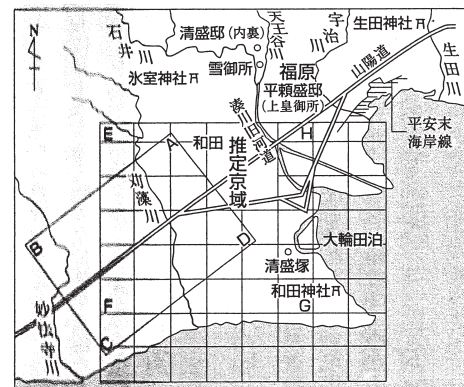 N
石井川
清盛邸(内裏)
雪御所
氷室神社
天王谷川
宇治川
生田神社
生田川
福原
平頼盛邸
(上皇御所)
山陽道
湊川旧河道
平安末
海岸線
E
A
和田
H
推定京域
刈藻川
B
D
大輪田泊
清盛塚
和田神社
F
G
C
妙法寺川